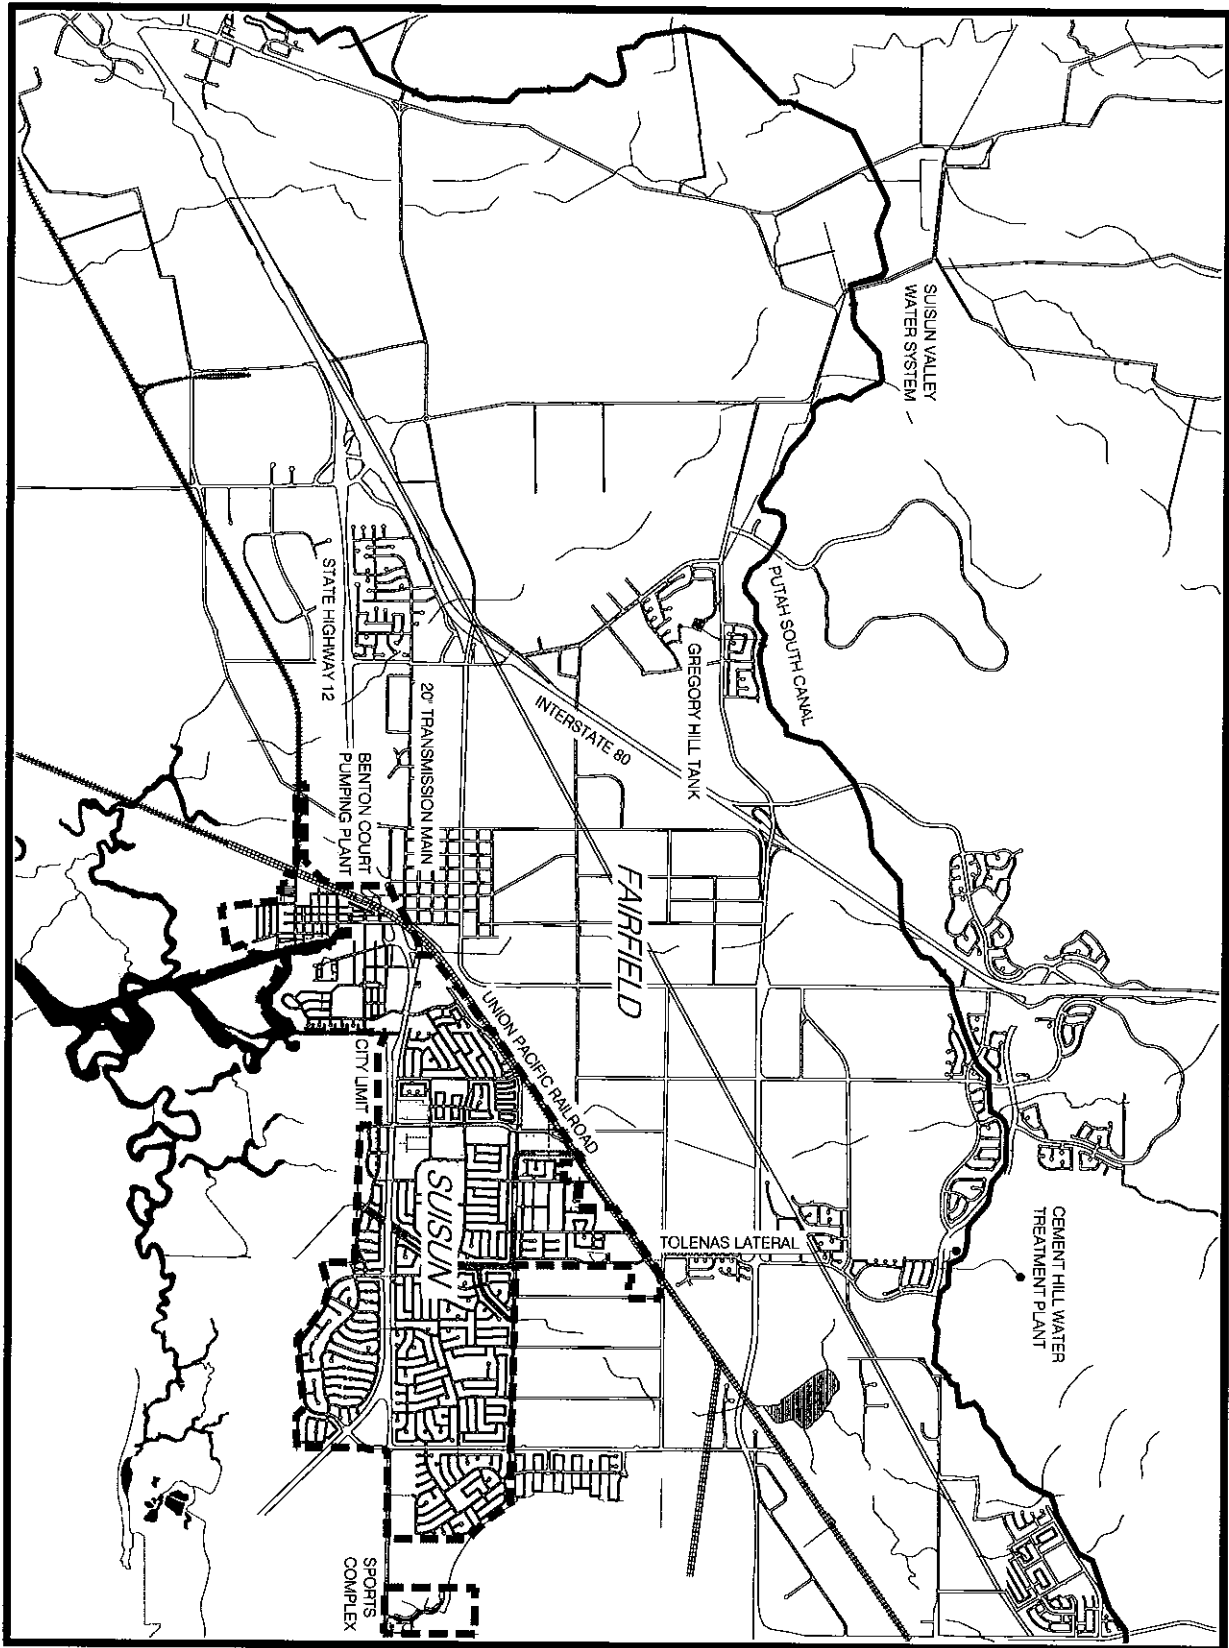 SUISUN VALLEY
WATER SYSTEM
PUTAH SOUTH CANAL
GREGORY HILL TANK
INTERSTATE 80
STATE HIGHWAY 12
20" TRANSMISSION MAIN
BENTON COURT
PUMPING PLANT
FAIRFIELD
UNION PACIFIC RAILROAD
CITY LIMIT
SUISUN
TOLENAS LATERAL
CEMENT HILL WATER
TREATMENT PLANT
SPORTS
COMPLEX